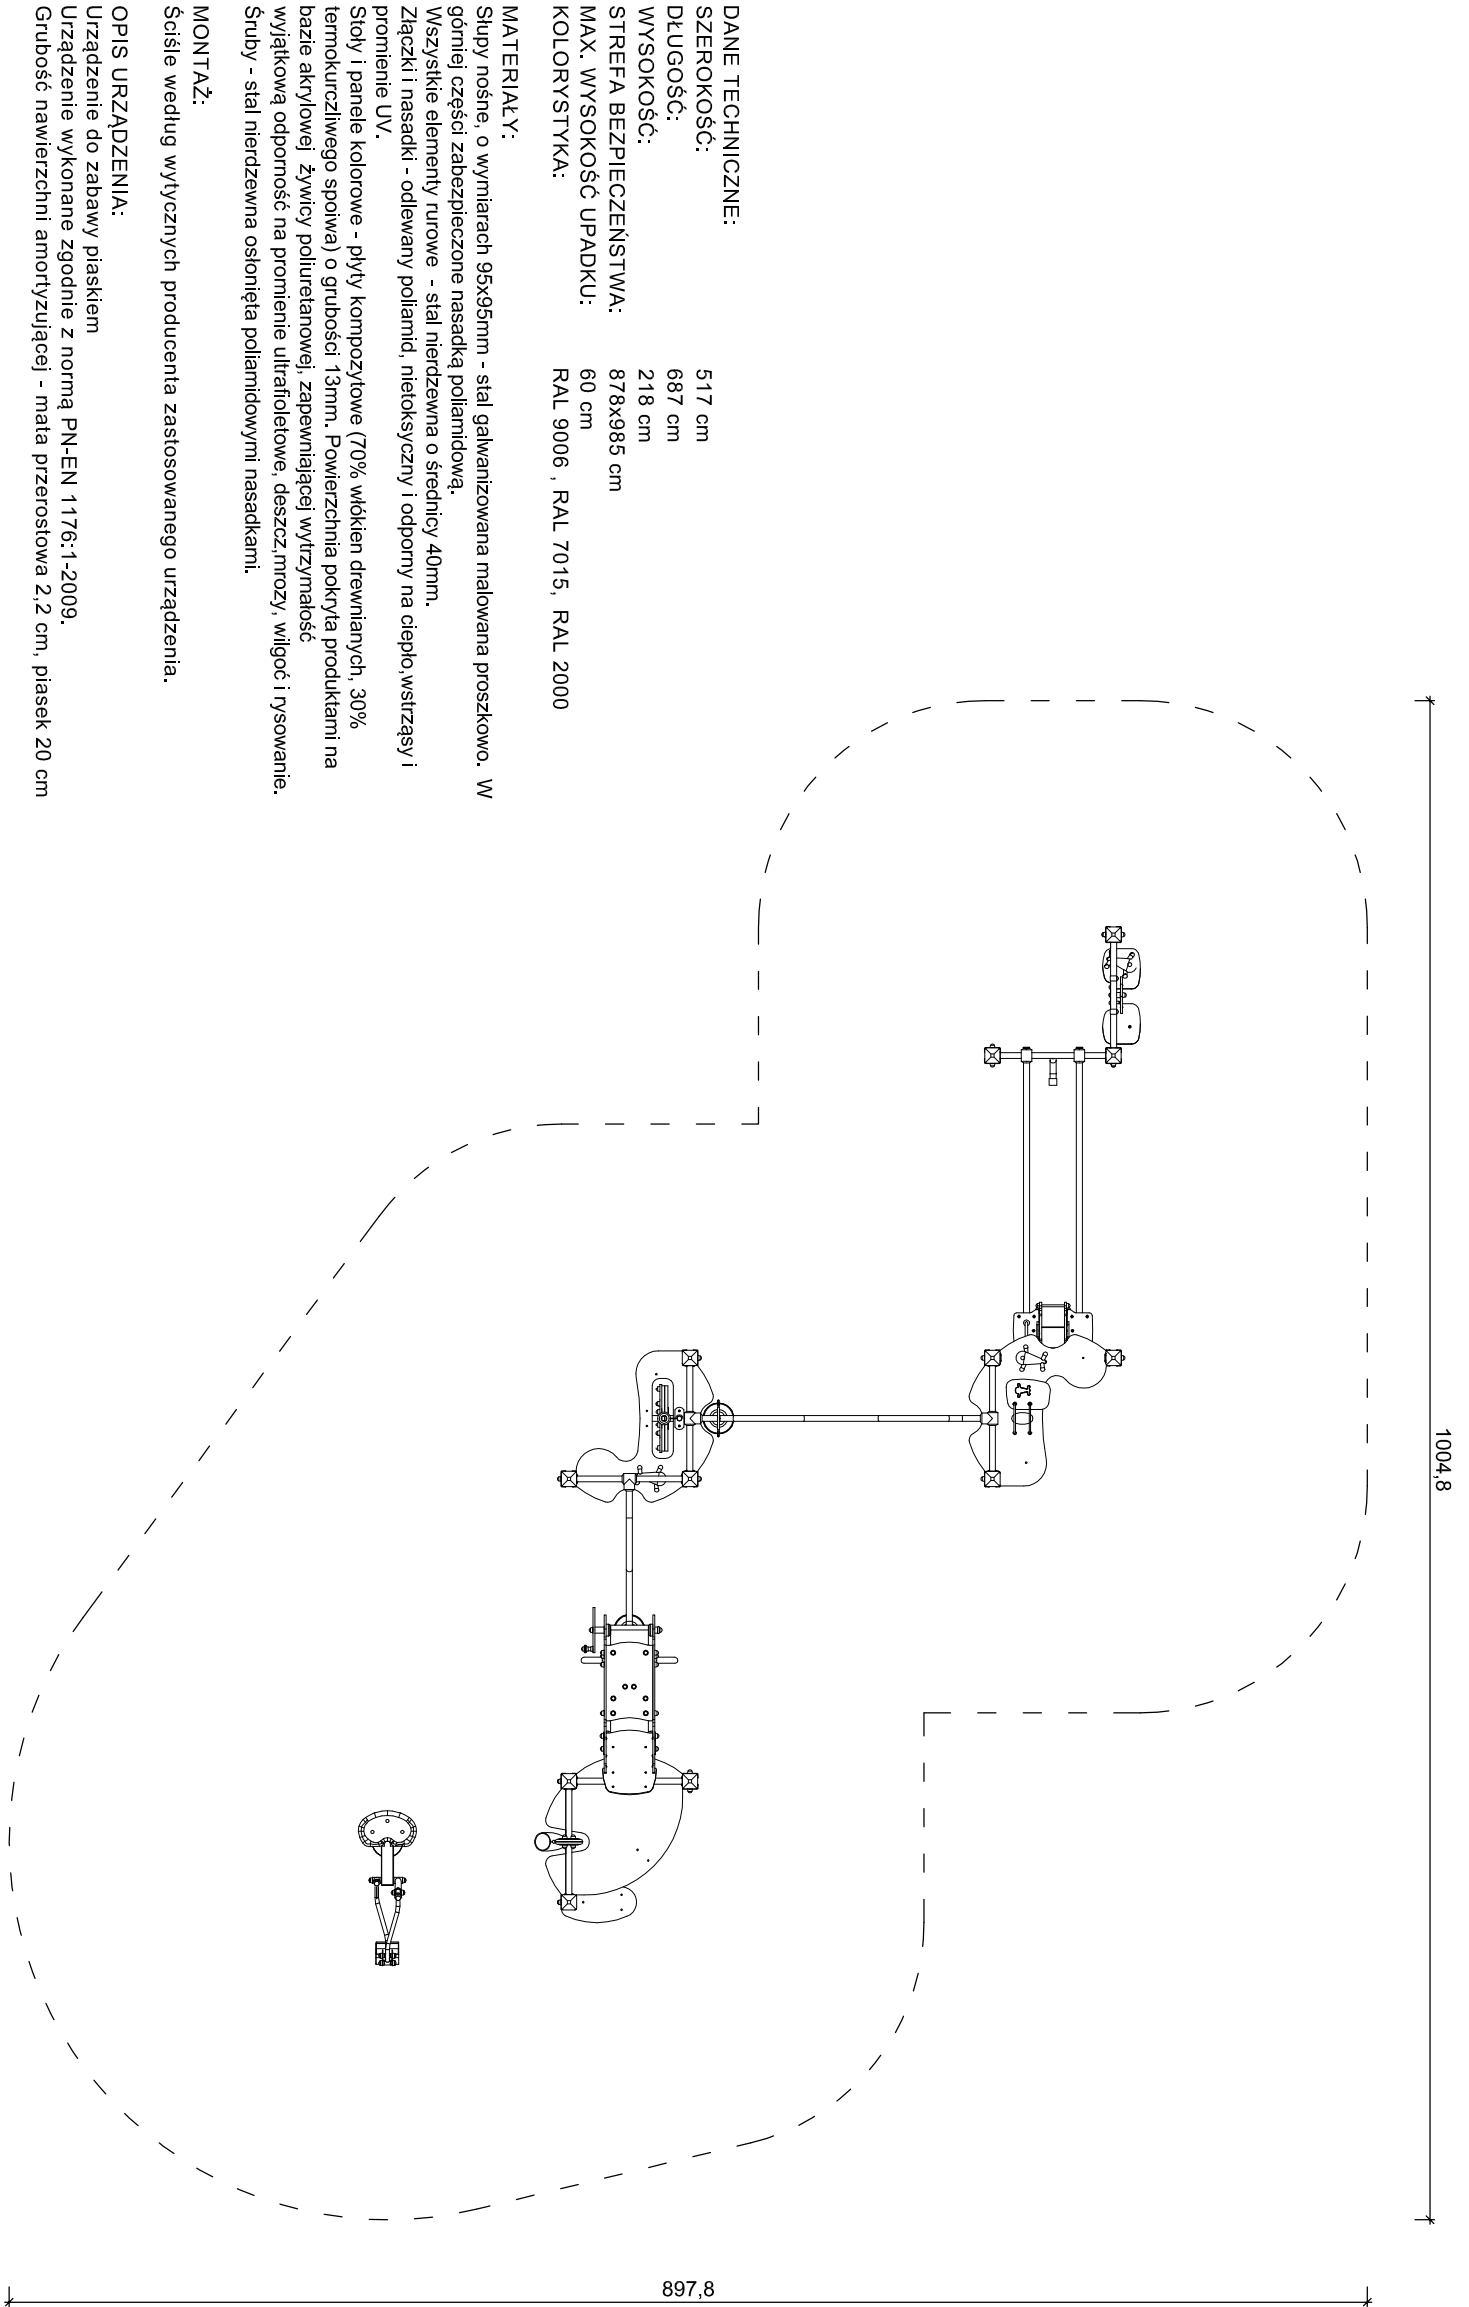 DANE TECHNICZNE:
SZEROKOŚĆ: 517 cm
DŁUGOŚĆ: 687 cm
WYSOKOŚĆ: 218 cm
STREFA BEZPIECZEŃSTWA: 878x985 cm
MAX. WYSOKOŚĆ UPADKU: 60 cm
KOLORYSTYKA: RAL 9006 , RAL 7015, RAL 2000
MATERIAŁY:
Słupy nośne, o wymiarach 95x95mm - stal galwanizowana malowana proszkowo. W
górniej części zabezpieczone nasadką poliamidową.
Wszystkie elementy rurowe - stal nierdzewna o średnicy 40mm.
Złączki i nasadki - odlewany poliamid, nietoksyczny i odporny na ciepło,wstrząsy i
promienie UV.
Stoły i panele kolorowe - płyty kompozytowe (70% włókien drewnianych, 30%
termokurczliwego spoiwa) o grubości 13mm. Powierzchnia pokryta produktami na
bazie akrylowej żywicy poliuretanowej, zapewniającej wytrzymałość
wyjątkową odporność na promienie ultrafioletowe, deszcz,mrozy, wilgoć i rysowanie.
Śruby - stal nierdzewna osłonięta poliamidowymi nasadkami.
MONTAŻ:
Ściśle według wytycznych producenta zastosowanego urządzenia.
OPIS URZĄDZENIA:
Urządzenie do zabawy piaskiem
Urządzenie wykonane zgodnie z normą PN-EN 1176:1-2009.
Grubość nawierzchni amortyzującej - mata przerostowa 2,2 cm, piasek 20 cm
1004,8
897,8